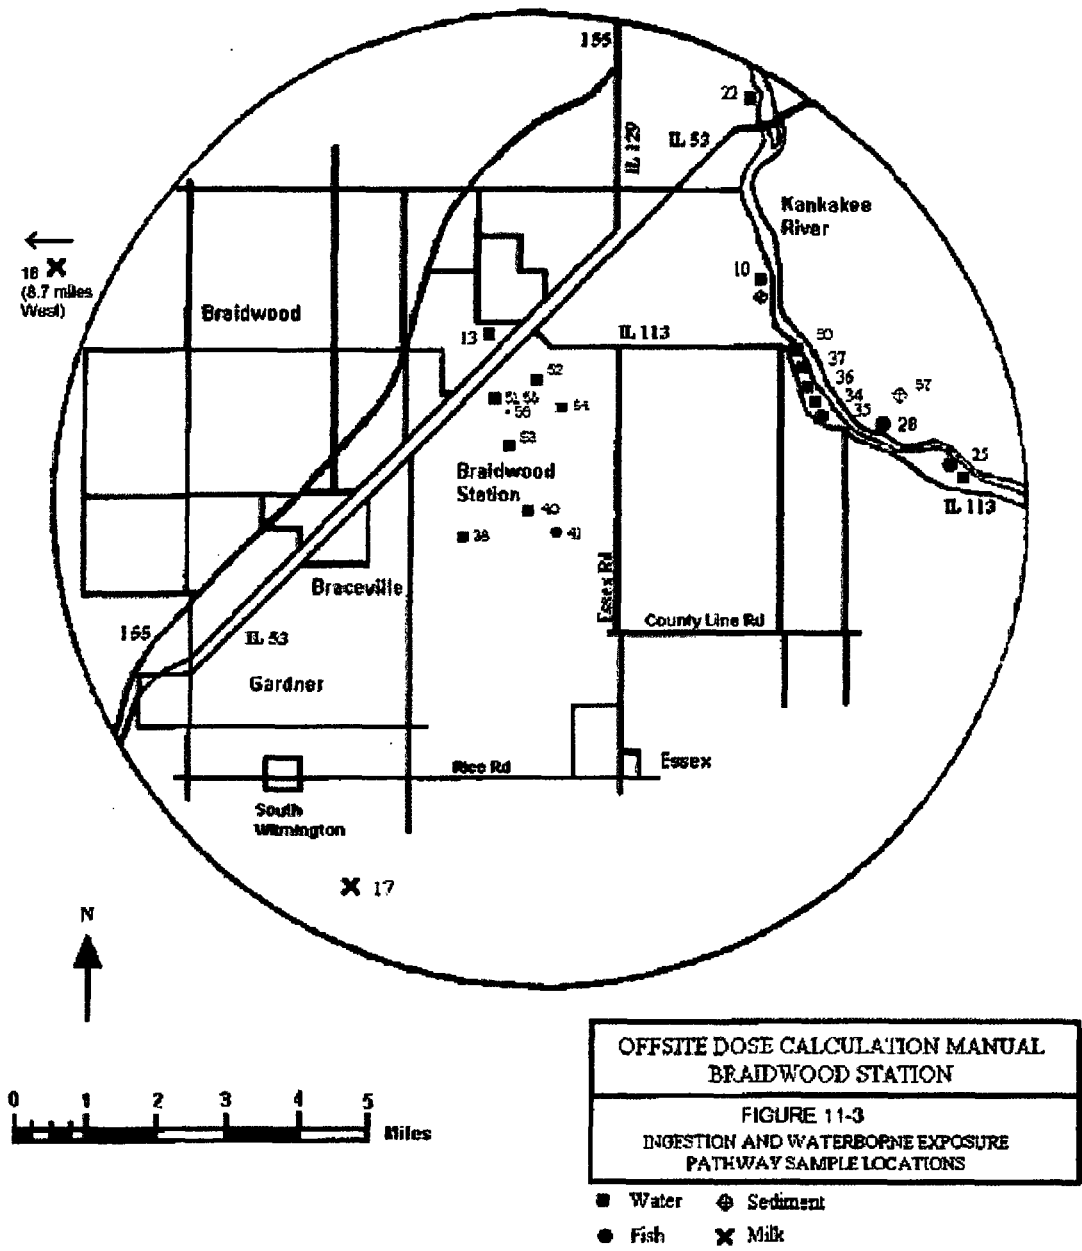 I55
IL 129
IL 53
22
Kankakee
River
18
(8.7 miles
West)
10
Braidwood
13
IL 113
50
37
36
34
35
57
28
25
IL 113
52
51
54
53
Braidwood
Station
40
38
41
Essex Rd
Braceville
I55
IL 53
County Line Rd
Gardner
Rice Rd
Essex
South
Wilmington
17
N
0 1 2 3 4 5
Miles
OFFSITE DOSE CALCULATION MANUAL
BRAIDWOOD STATION
FIGURE 11-3
INGESTION AND WATERBORNE EXPOSURE
PATHWAY SAMPLE LOCATIONS
Water Sediment
Fish Milk